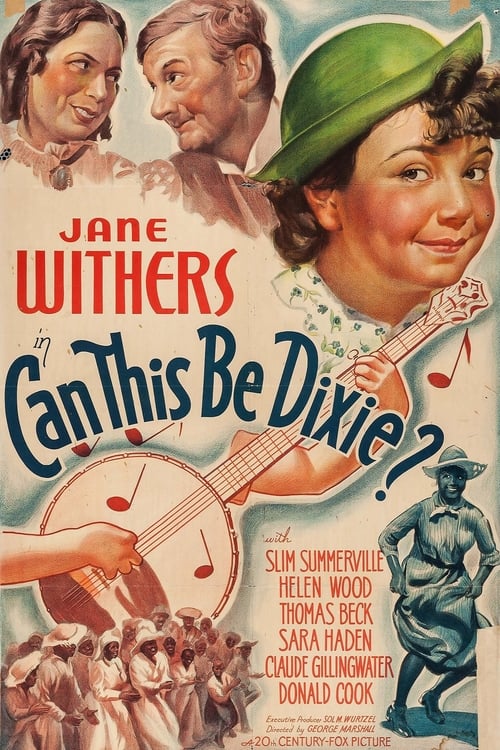 JANE
WITHERS
in
CAN THIS BE DIXIE?
with
SLIM SUMMERVILLE
HELEN WOOD
THOMAS BECK
SARA HADEN
CLAUDE GILLINGWATER
DONALD COOK
Executive Producer SOL M. WURTZEL
Directed by GEORGE MARSHALL
A 20th CENTURY-FOX PICTURE